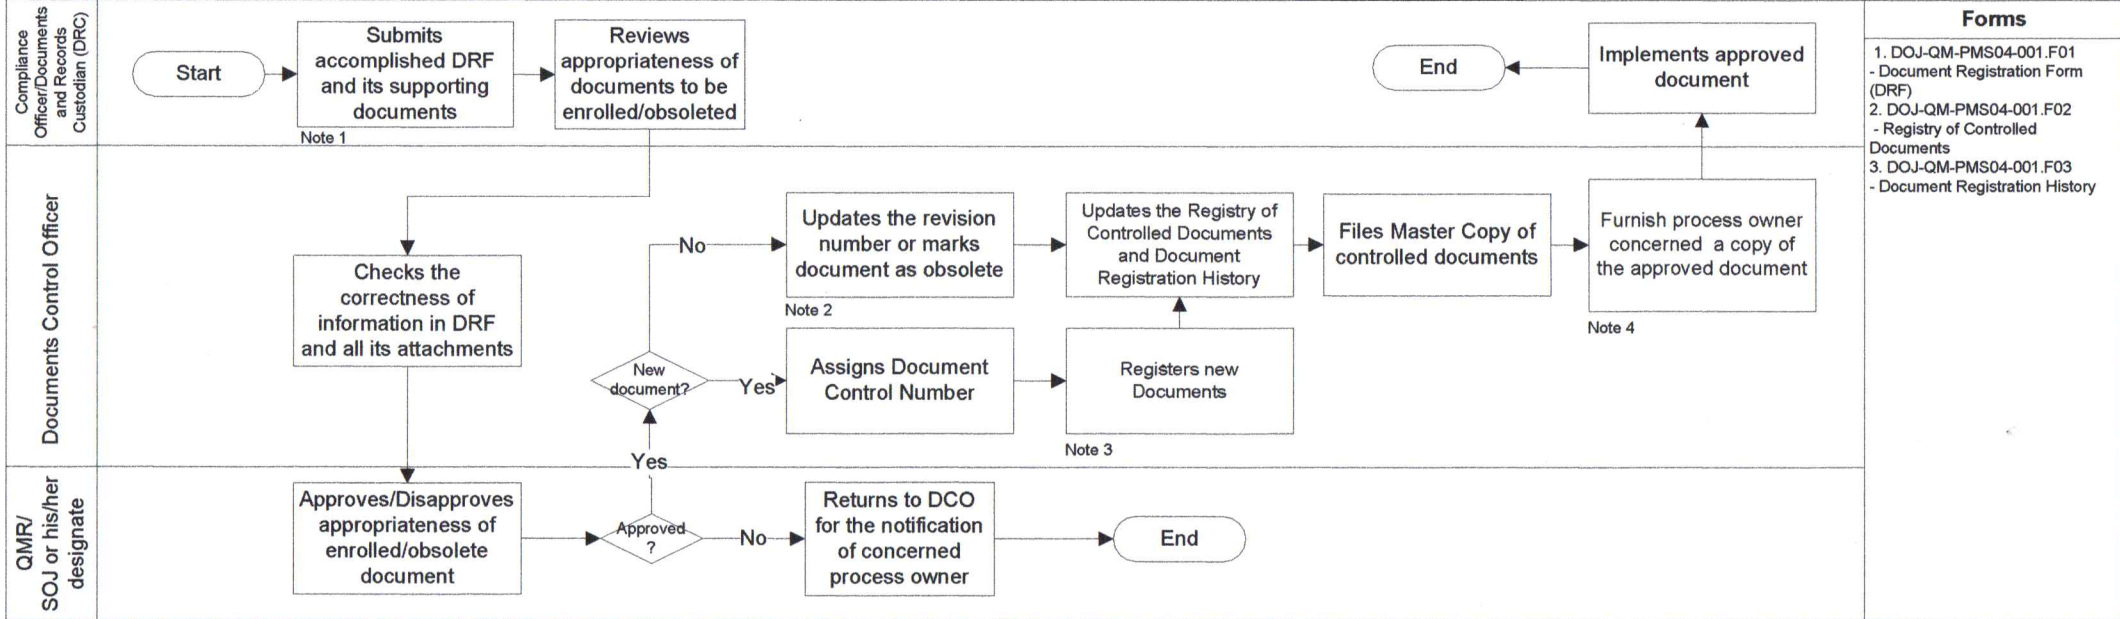 Compliance
Officer/Documents
and Records
Custodian (DRC)
Start
Submits
accomplished DRF
and its supporting
documents
Note 1
Reviews
appropriateness of
documents to be
enrolled/obsoleted
End
Implements approved
document
Forms
1. DOJ-QM-PMS04-001.F01
- Document Registration Form
(DRF)
2. DOJ-QM-PMS04-001.F02
- Registry of Controlled
Documents
3. DOJ-QM-PMS04-001.F03
- Document Registration History
Documents Control Officer
Checks the
correctness of
information in DRF
and all its attachments
New
document?
No
Updates the revision
number or marks
document as obsolete
Note 2
Updates the Registry of
Controlled Documents
and Document
Registration History
Files Master Copy of
controlled documents
Furnish process owner
concerned a copy of
the approved document
Note 4
Yes
Assigns Document
Control Number
Registers new
Documents
Note 3
Yes
QMR/
SOJ or his/her
designate
Approves/Disapproves
appropriateness of
enrolled/obsolete
document
Approved
?
No
Returns to DCO
for the notification
of concerned
process owner
End